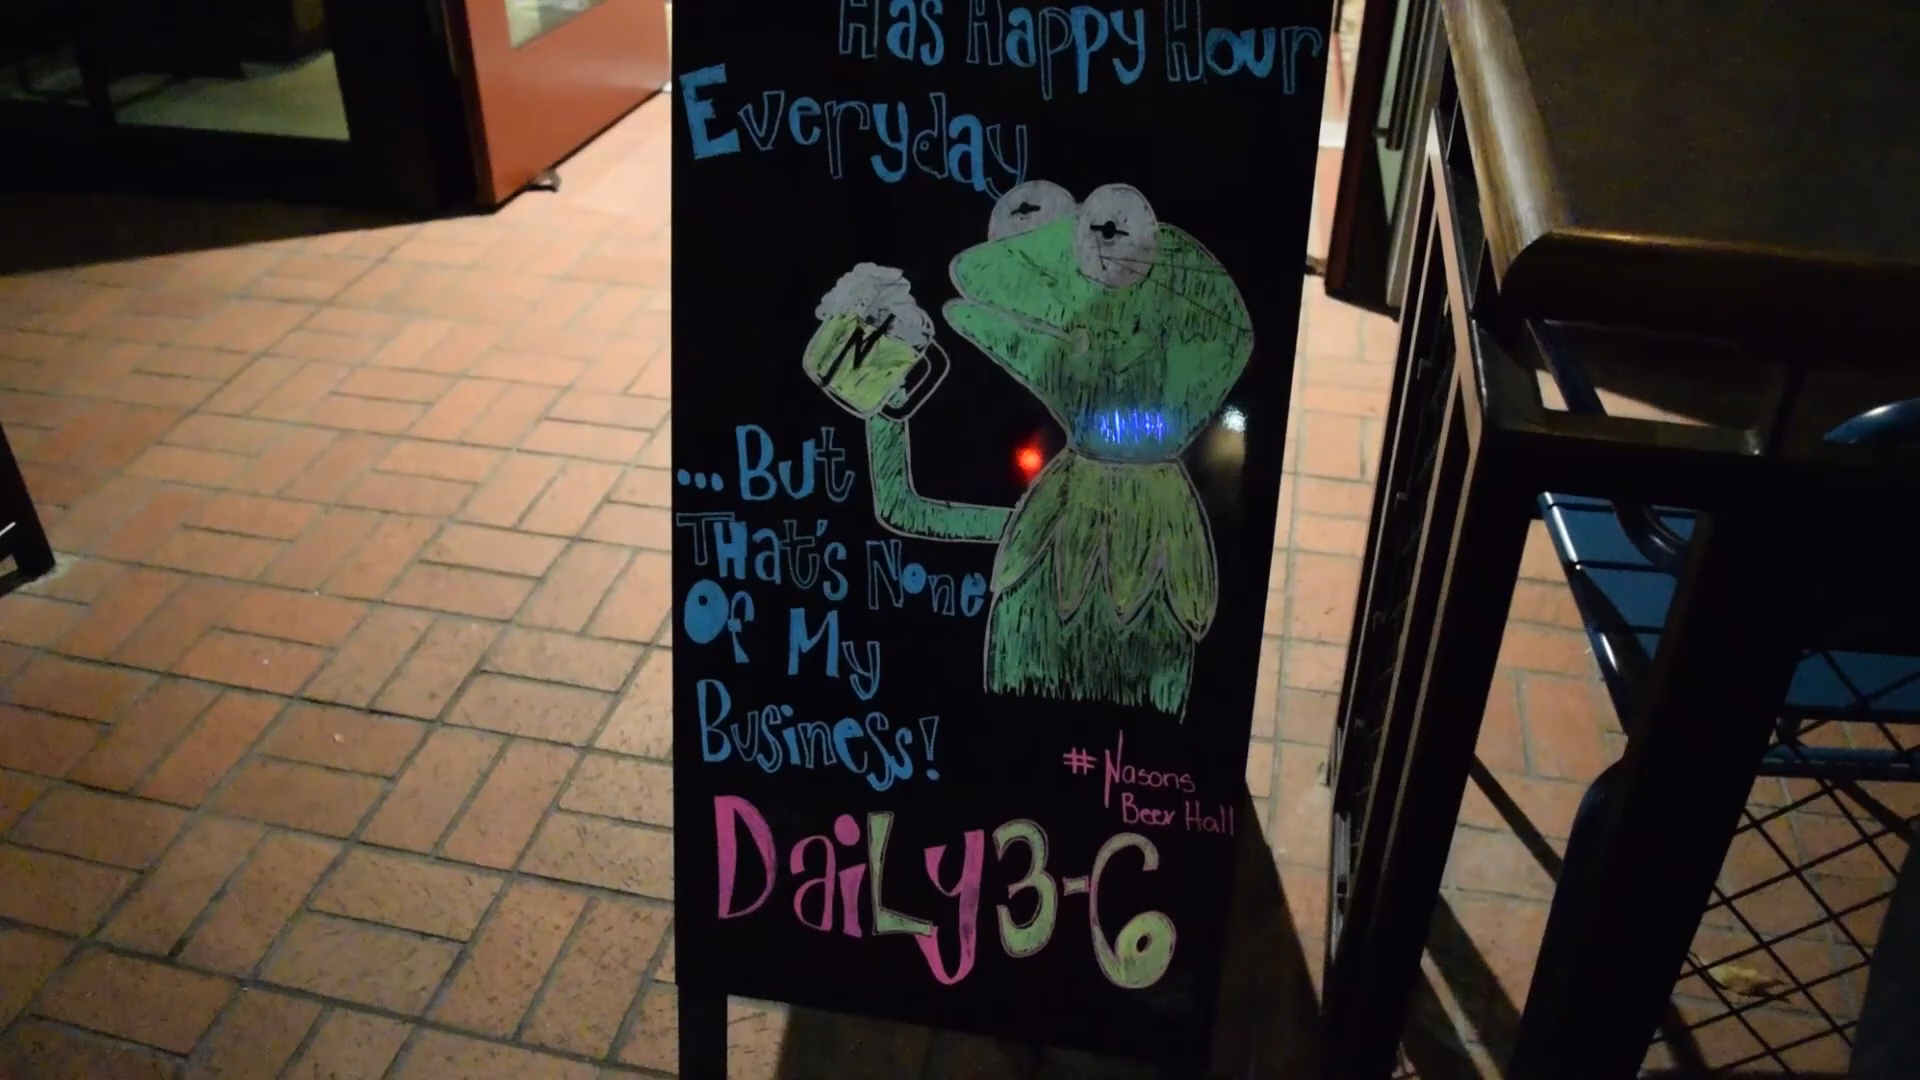 Has Happy Hour
Everyday
N
...But
That's None
Of My
Business!
#Nasons
Beer Hall
Daily 3-6